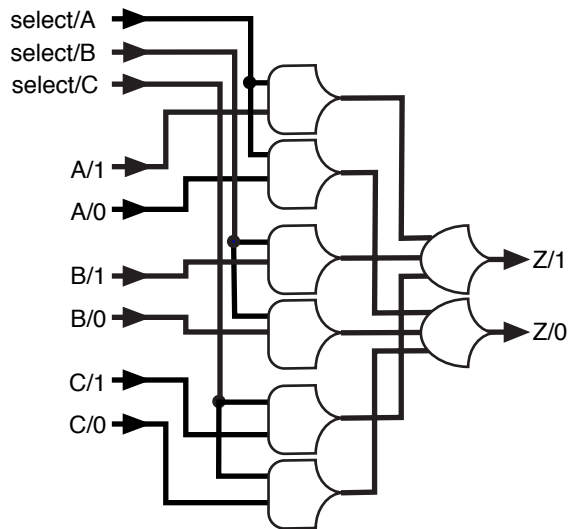 select/A
select/B
select/C
A/1
A/0
B/1
B/0
C/1
C/0
Z/1
Z/0